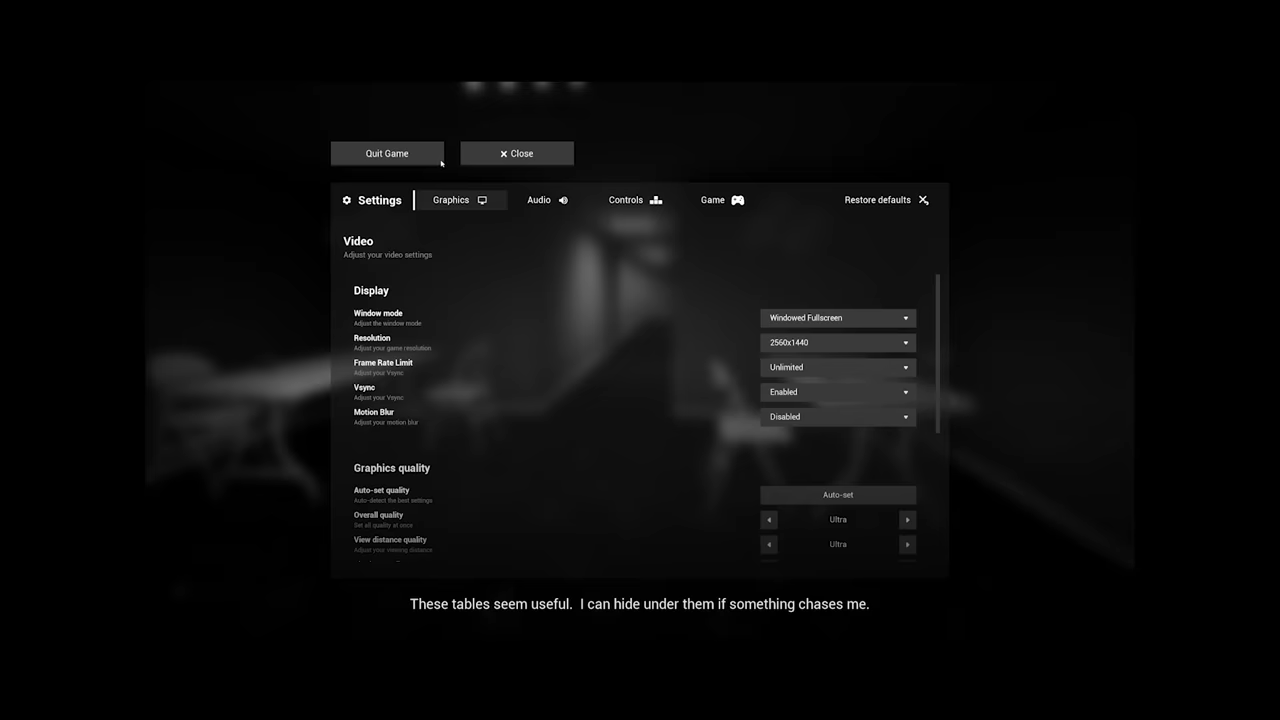 Quit Game
Close
Settings
Graphics
Audio
Controls
Game
Restore defaults
Video
Adjust your video settings
Display
Window mode
Adjust the window mode
Windowed Fullscreen
Resolution
Adjust your game resolution
2560x1440
Frame Rate Limit
Adjust your Vsync
Unlimited
Vsync
Adjust your Vsync
Enabled
Motion Blur
Adjust your motion blur
Disabled
Graphics quality
Auto-set quality
Auto-detect the best settings
Auto-set
Overall quality
Set all quality at once
Ultra
View distance quality
Adjust your viewing distance
Ultra
These tables seem useful. I can hide under them if something chases me.